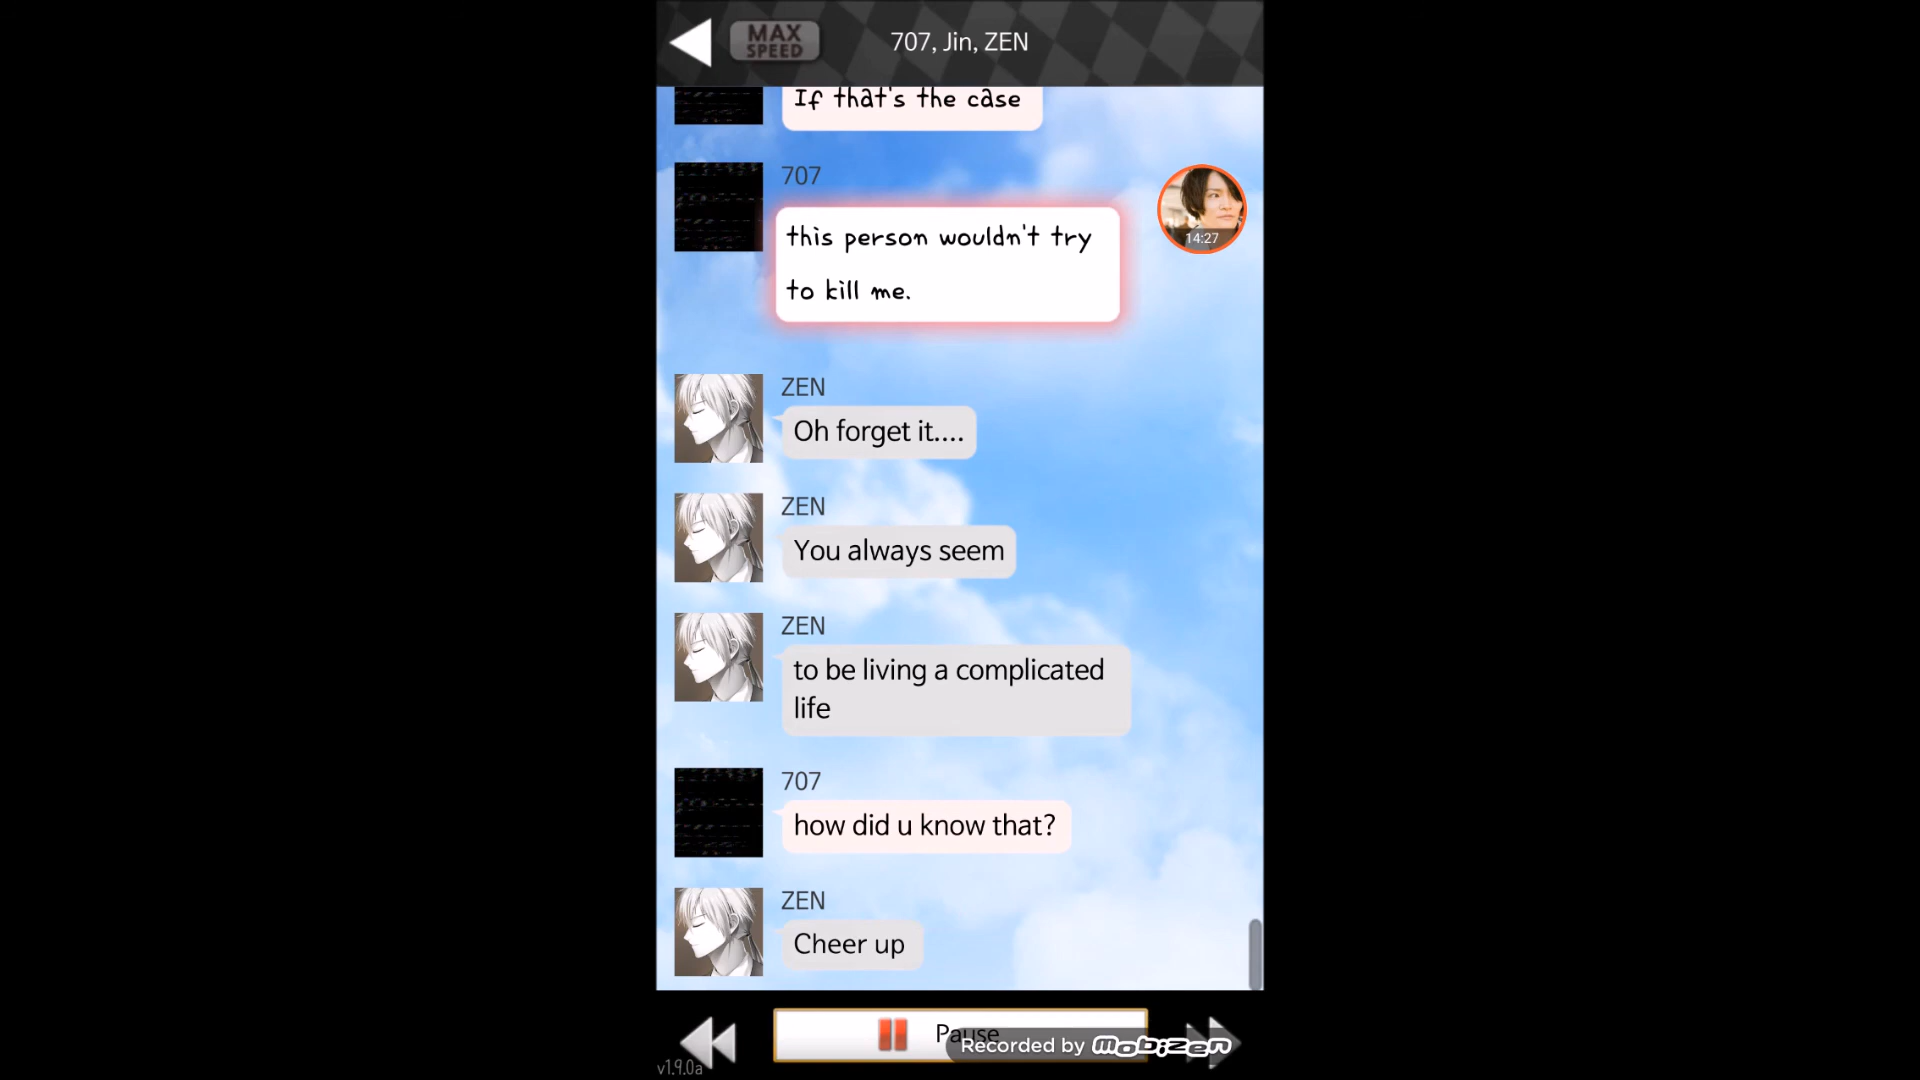 MAX
SPEED
707, Jin, ZEN
If that's the case
707
this person wouldn't try
to kill me.
14:27
ZEN
Oh forget it....
ZEN
You always seem
ZEN
to be living a complicated
life
707
how did u know that?
ZEN
Cheer up
Pause
Recorded by Mobizen
v1.9.0a